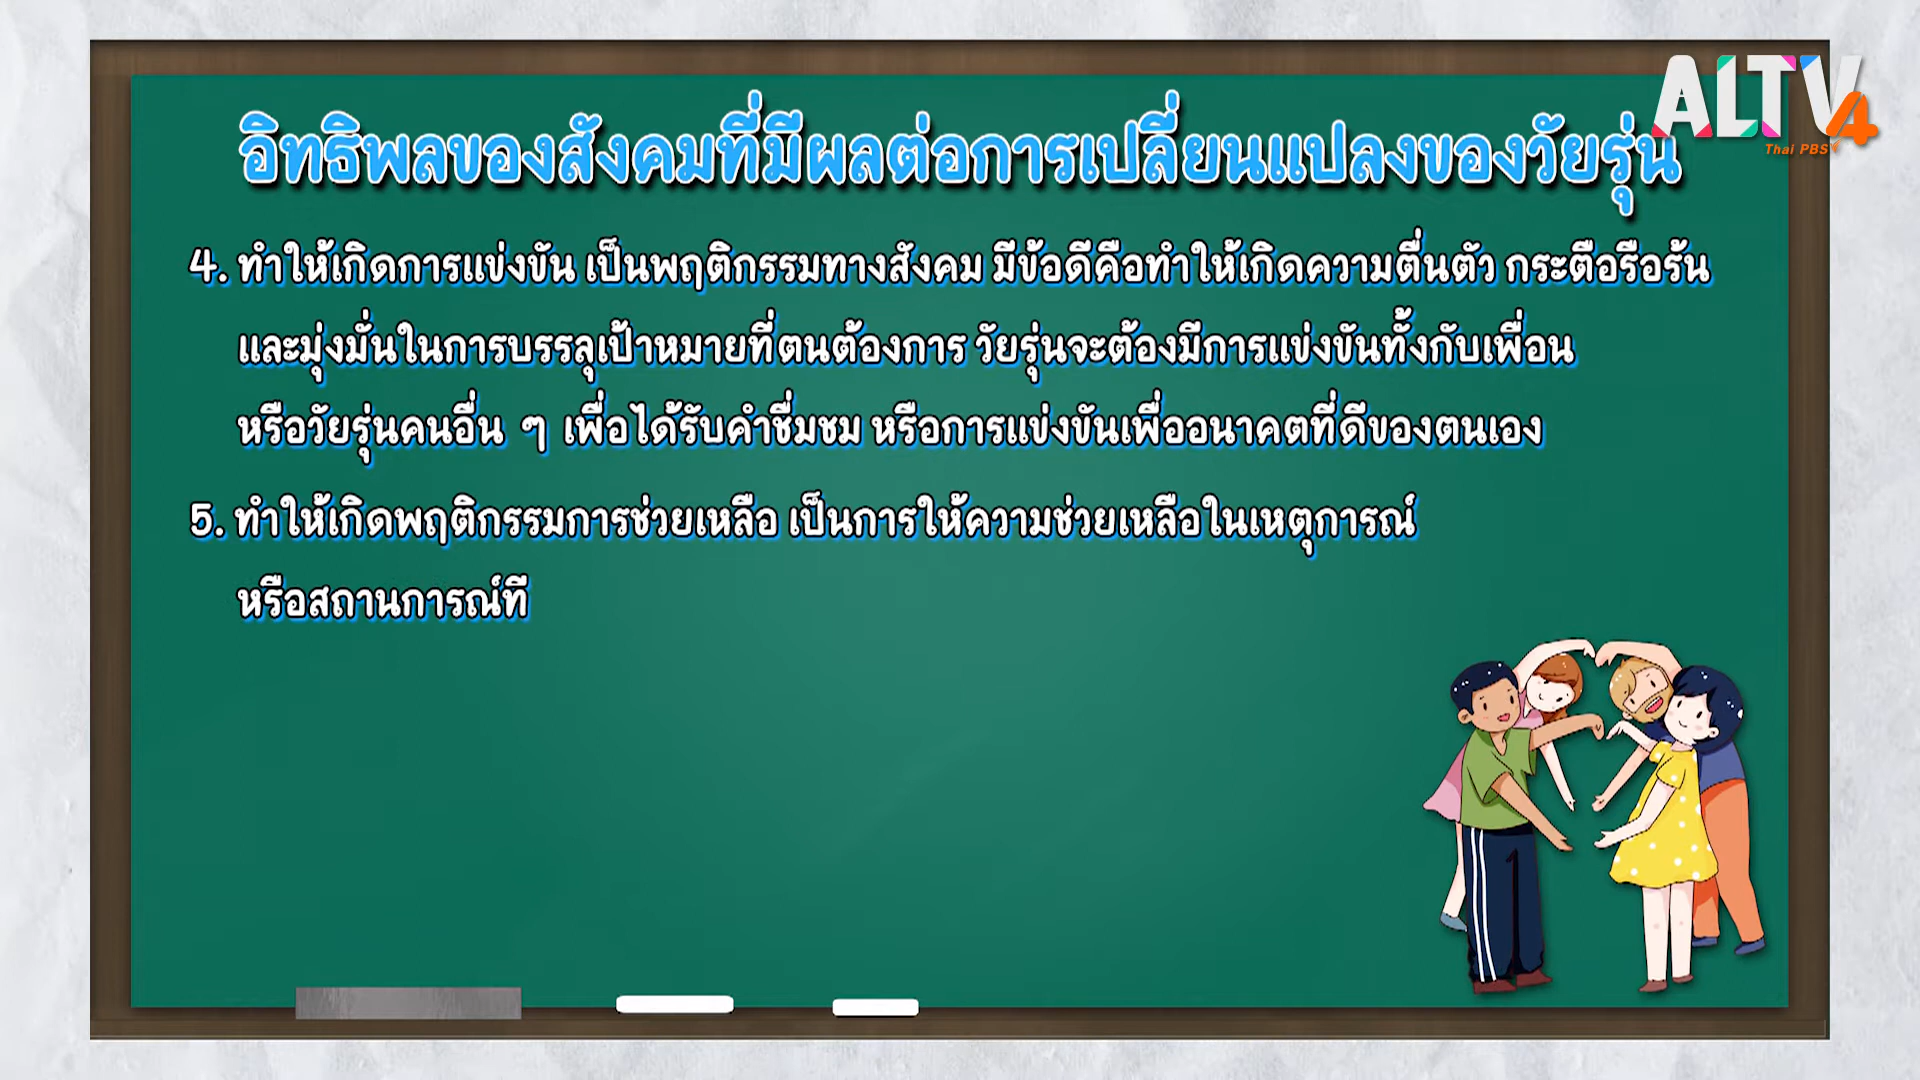 ALTV4
Thai PBS
อิทธิพลของสังคมที่มีผลต่อการเปลี่ยนแปลงของวัยรุ่น
4. ทำให้เกิดการแข่งขัน เป็นพฤติกรรมทางสังคม มีข้อดีคือทำให้เกิดความตื่นตัว กระตือรือร้น
และมุ่งมั่นในการบรรลุเป้าหมายที่ตนต้องการ วัยรุ่นจะต้องมีการแข่งขันทั้งกับเพื่อน
หรือวัยรุ่นคนอื่น ๆ เพื่อได้รับคำชื่มชม หรือการแข่งขันเพื่ออนาคตที่ดีของตนเอง
5. ทำให้เกิดพฤติกรรมการช่วยเหลือ เป็นการให้ความช่วยเหลือในเหตุการณ์
หรือสถานการณ์ที